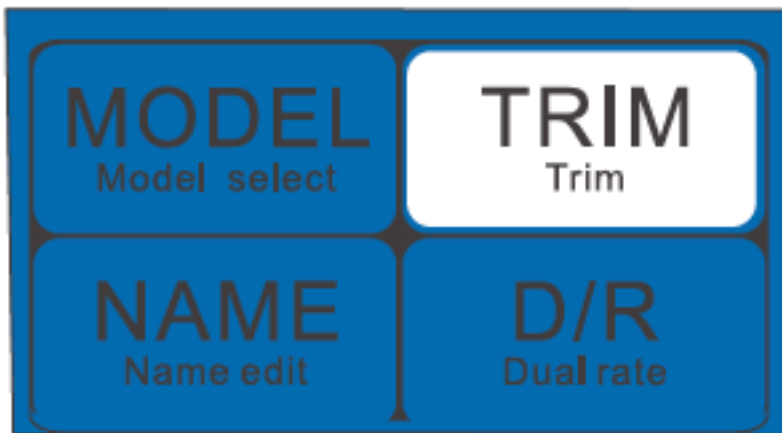 MODEL
Model select
TRIM
Trim
NAME
Name edit
D/R
Dual rate